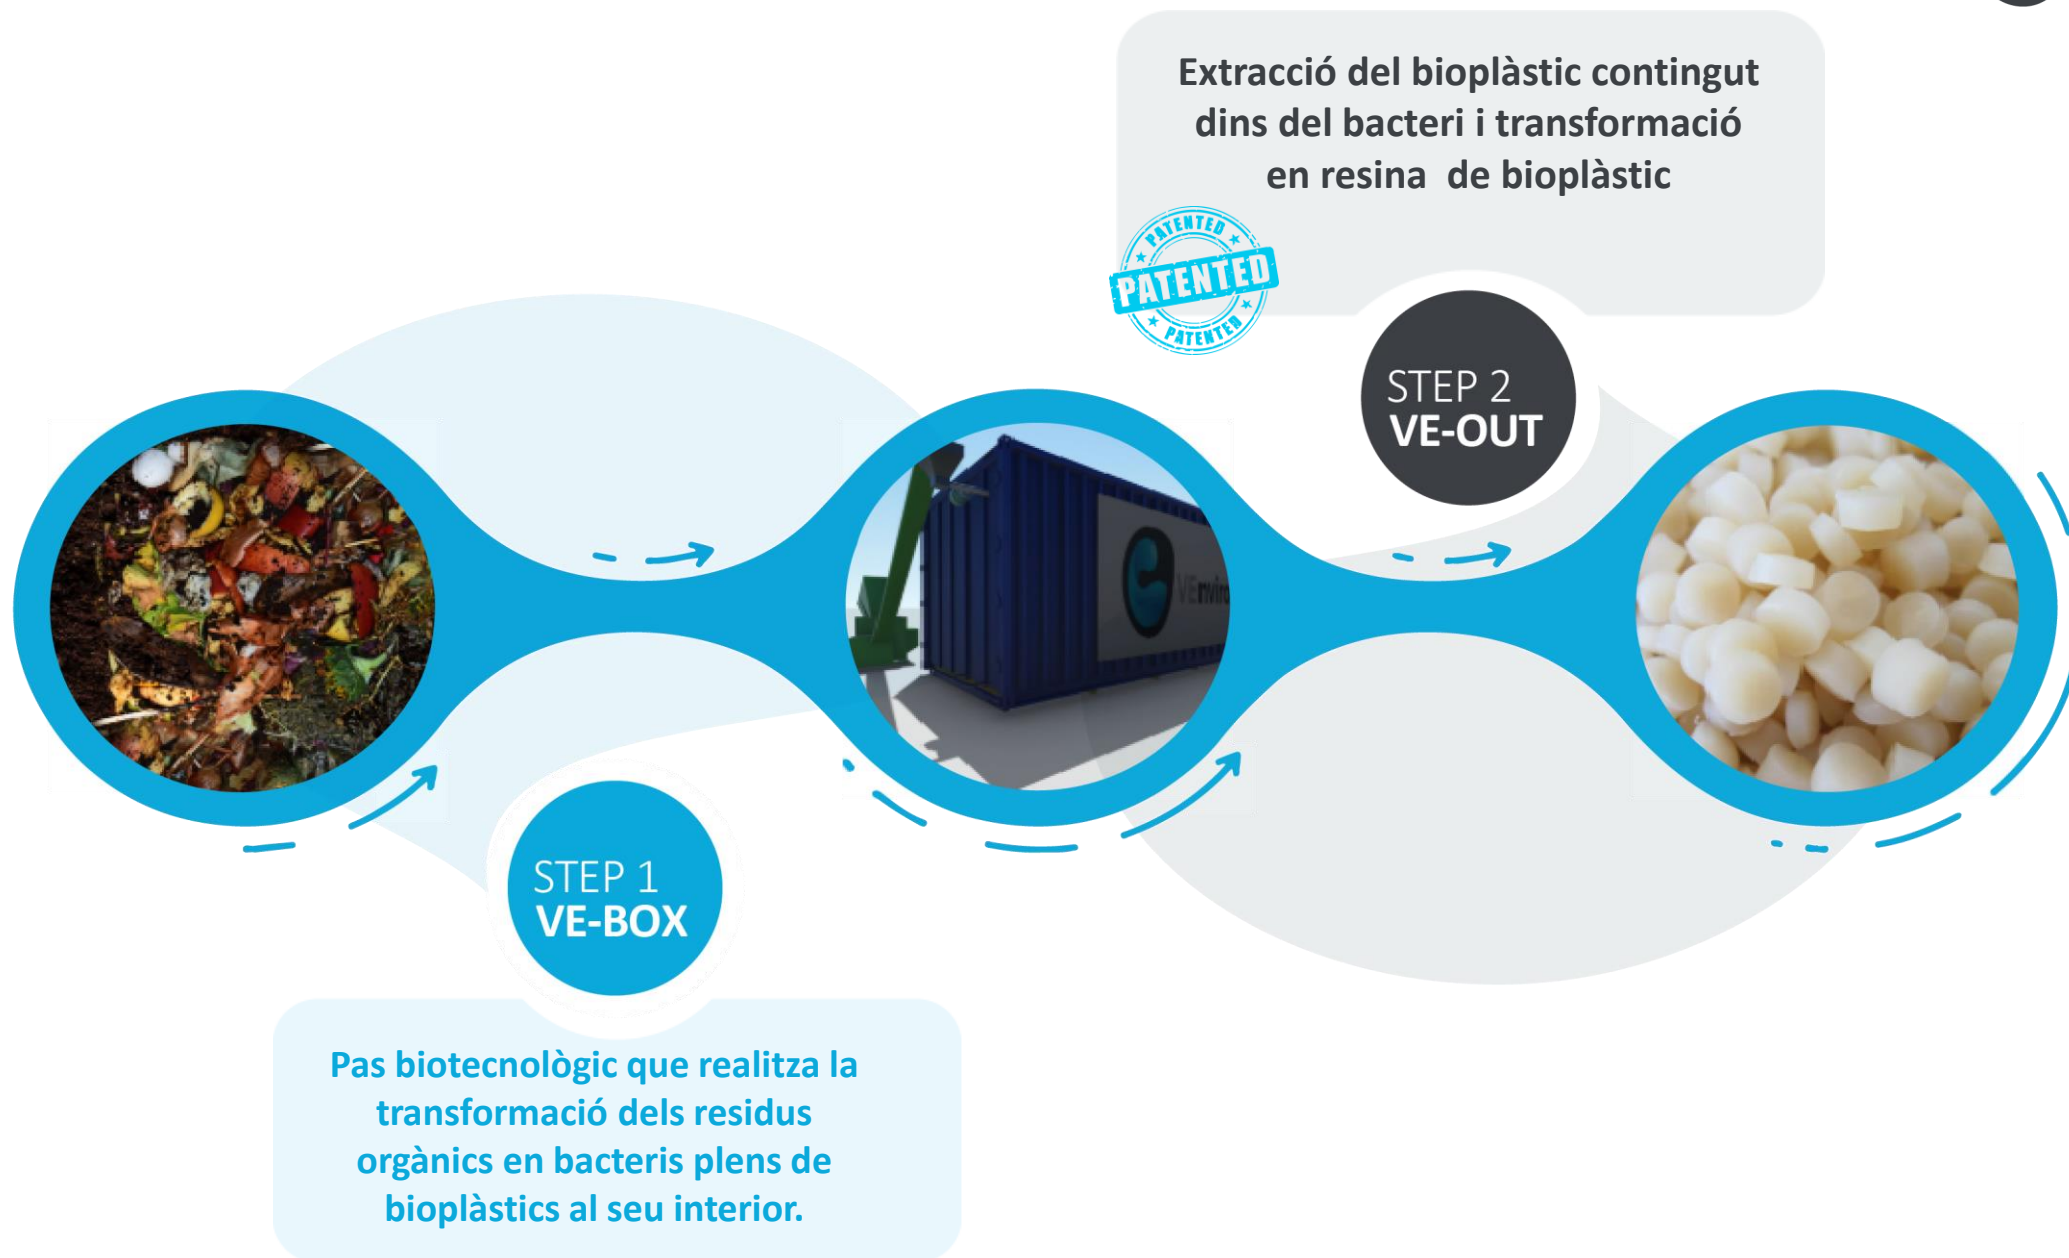 Extracció del bioplàstic contingut
dins del bacteri i transformació
en resina de bioplàstic
PATENTED
PATENTED
PATENTED
STEP 2
VE-OUT
VEnviro
STEP 1
VE-BOX
Pas biotecnològic que realitza la
transformació dels residus
orgànics en bacteris plens de
bioplàstics al seu interior.